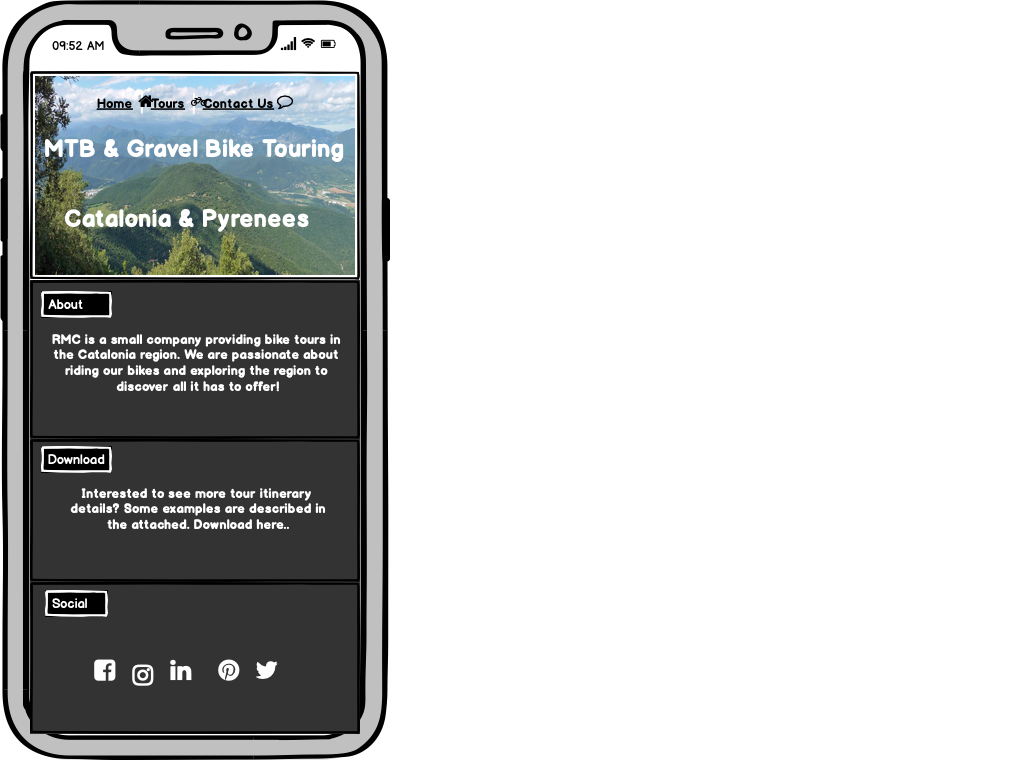 09:52 AM
Home Tours Contact Us
MTB & Gravel Bike Touring
Catalonia & Pyrenees
About
RMC is a small company providing bike tours in
the Catalonia region. We are passionate about
riding our bikes and exploring the region to
discover all it has to offer!
Download
Interested to see more tour itinerary
details? Some examples are described in
the attached. Download here..
Social